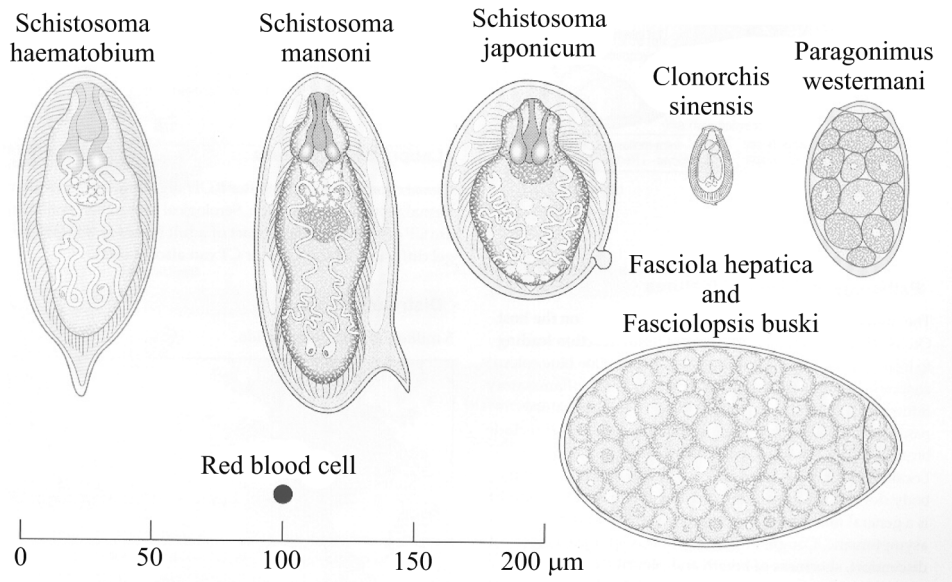 Schistosoma
haematobium
Schistosoma
mansoni
Schistosoma
japonicum
Clonorchis
sinensis
Paragonimus
westermani
Fasciola hepatica
and
Fasciolopsis buski
Red blood cell
0 50 100 150 200 µm